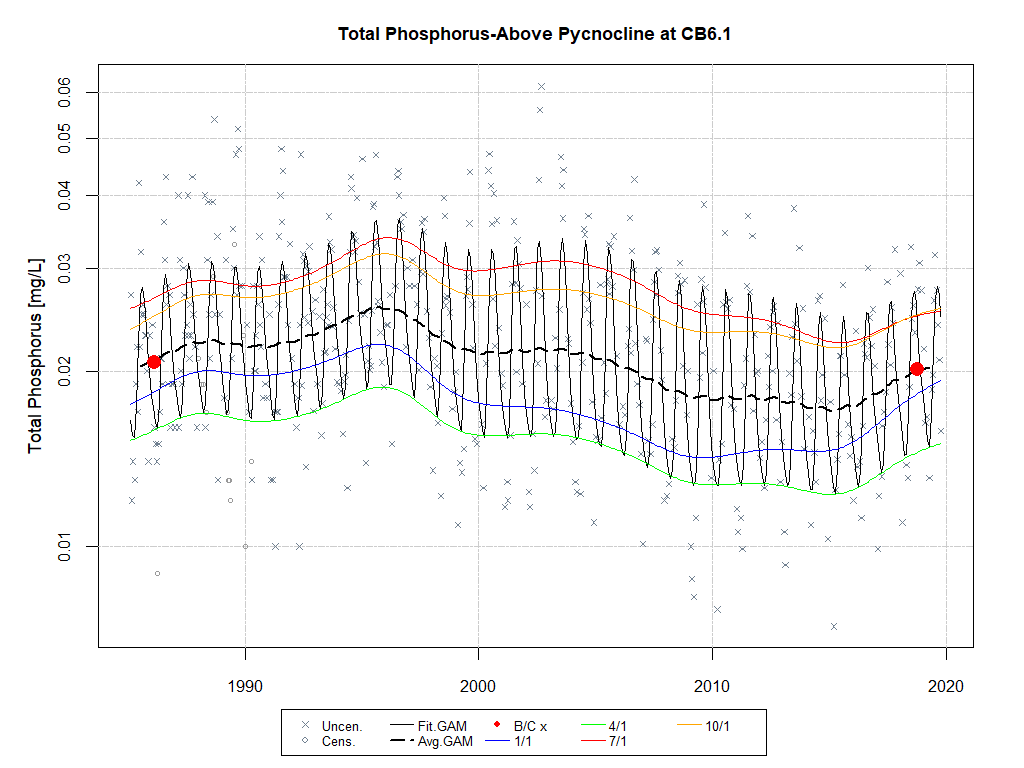 Total Phosphorus-Above Pycnocline at CB6.1
Total Phosphorus [mg/L]
0.06
0.05
0.04
0.03
0.02
0.01
1990 2000 2010 2020
Uncen. Fit.GAM B/C x 4/1 10/1
Cens. Avg.GAM 1/1 7/1